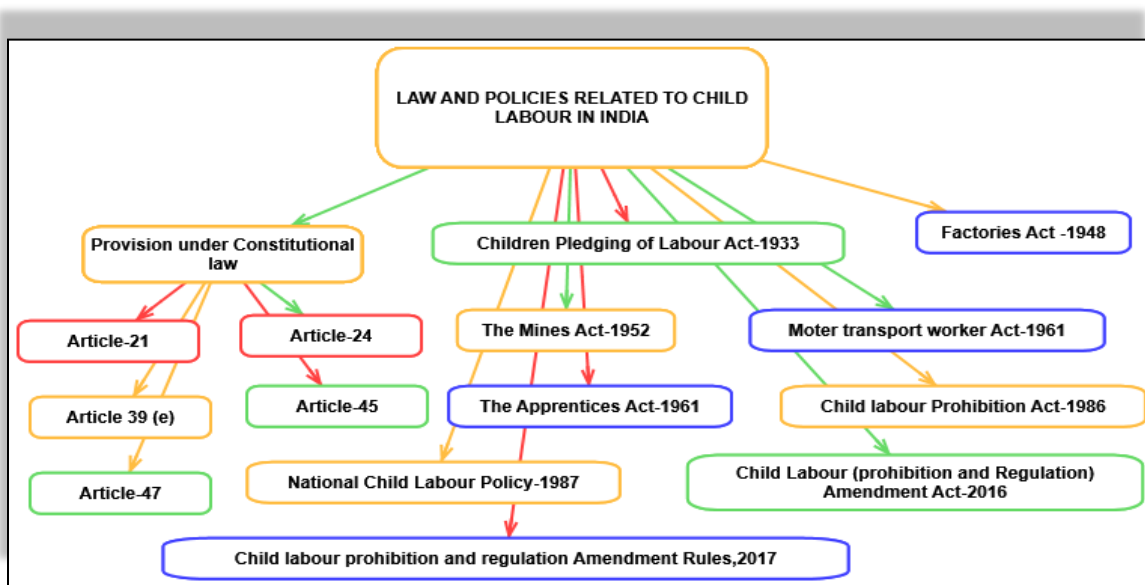 LAW AND POLICIES RELATED TO CHILD
LABOUR IN INDIA
Provision under Constitutional
law
Children Pledging of Labour Act-1933
Factories Act -1948
Article-21
Article-24
The Mines Act-1952
Moter transport worker Act-1961
Article 39 (e)
Article-45
The Apprentices Act-1961
Child labour Prohibition Act-1986
Article-47
National Child Labour Policy-1987
Child Labour (prohibition and Regulation)
Amendment Act-2016
Child labour prohibition and regulation Amendment Rules,2017